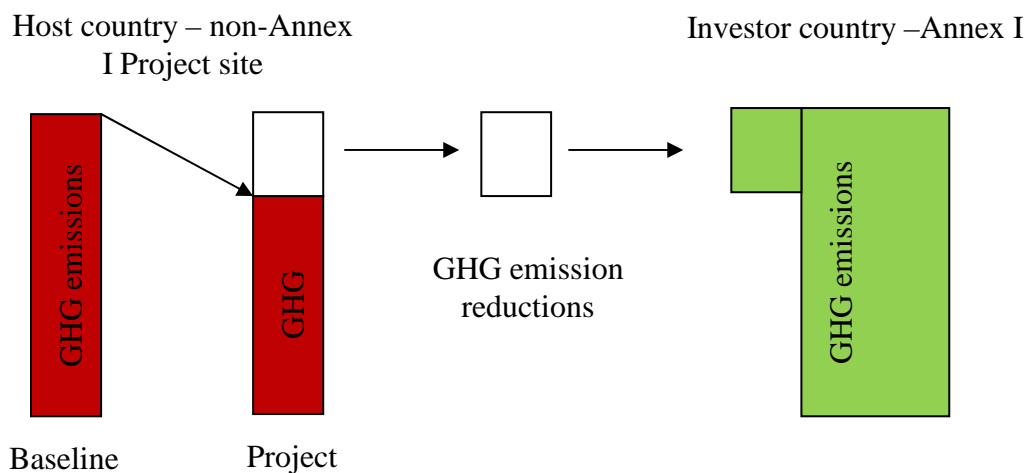 Host country – non-Annex
I Project site
Investor country –Annex I
GHG emissions
GHG
GHG emission
reductions
GHG emissions
Baseline
Project